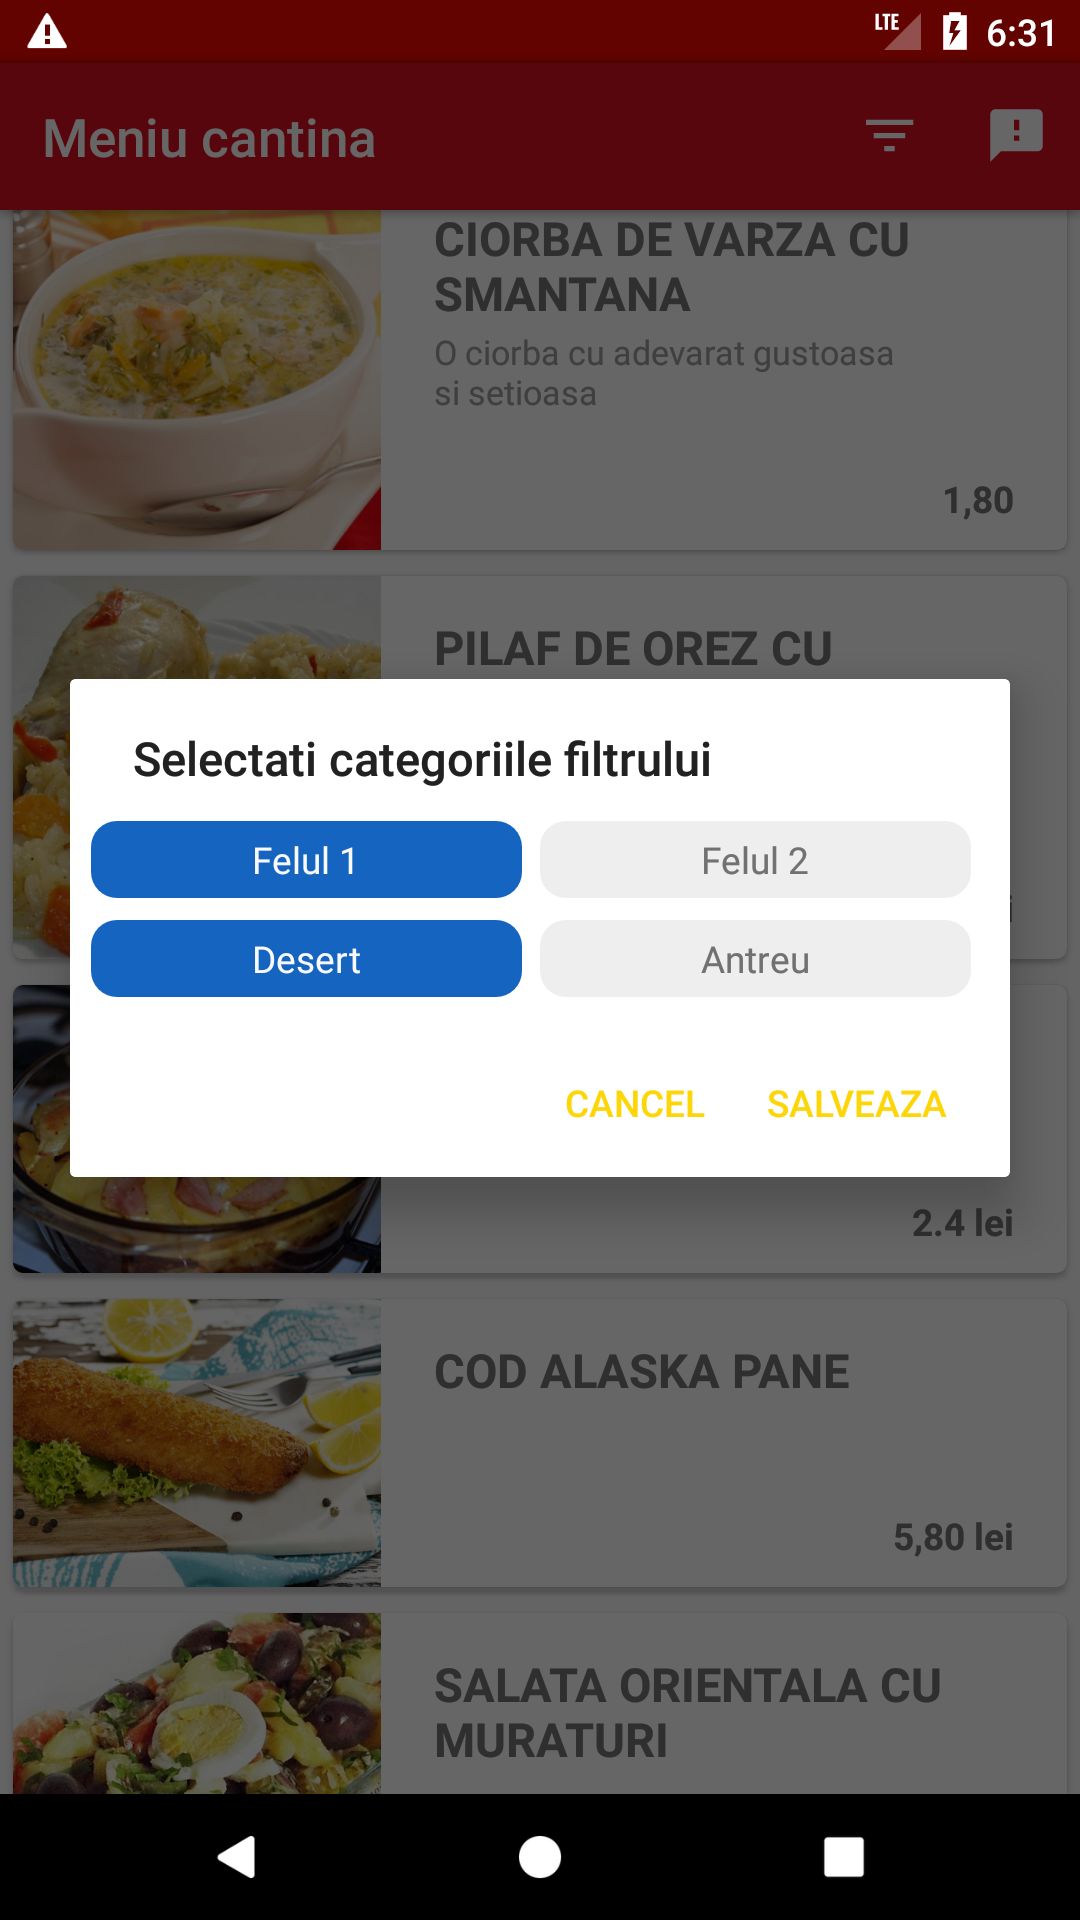 LTE 6:31
Meniu cantina
CIORBA DE VARZA CU
SMANTANA
O ciorba cu adevarat gustoasa
si setioasa
1,80
PILAF DE OREZ CU
Selectati categoriile filtrului
Felul 1 Felul 2
Desert Antreu
CANCEL SALVEAZA
2.4 lei
COD ALASKA PANE
5,80 lei
SALATA ORIENTALA CU
MURATURI